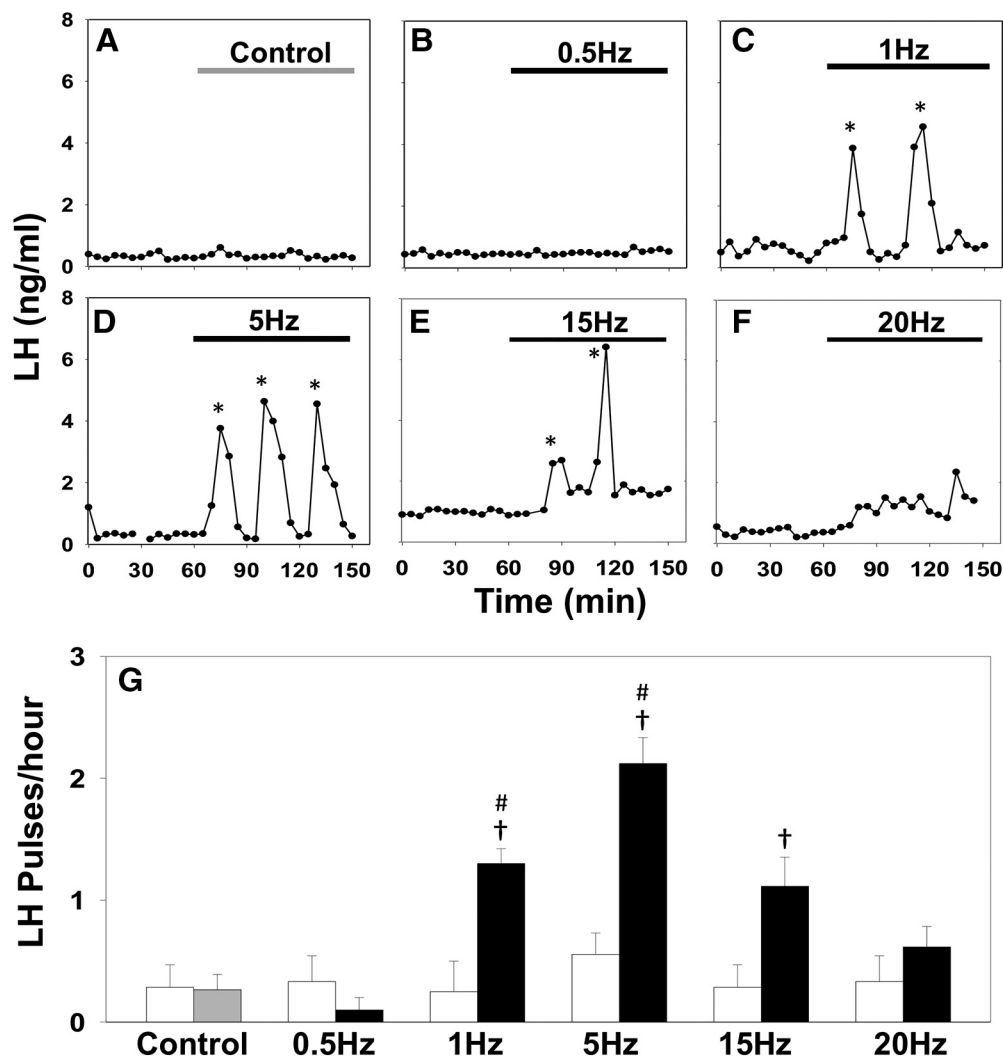 A Control
B 0.5Hz
C 1Hz
8
6
4
2
0
* *
D 5Hz
E 15Hz
F 20Hz
8
6
4
2
0
* * *
* *
LH (ng/ml)
0 30 60 90 120 150
0 30 60 90 120 150
0 30 60 90 120 150
Time (min)
G
3
2
1
0
LH Pulses/hour
# †
# †
†
Control 0.5Hz 1Hz 5Hz 15Hz 20Hz